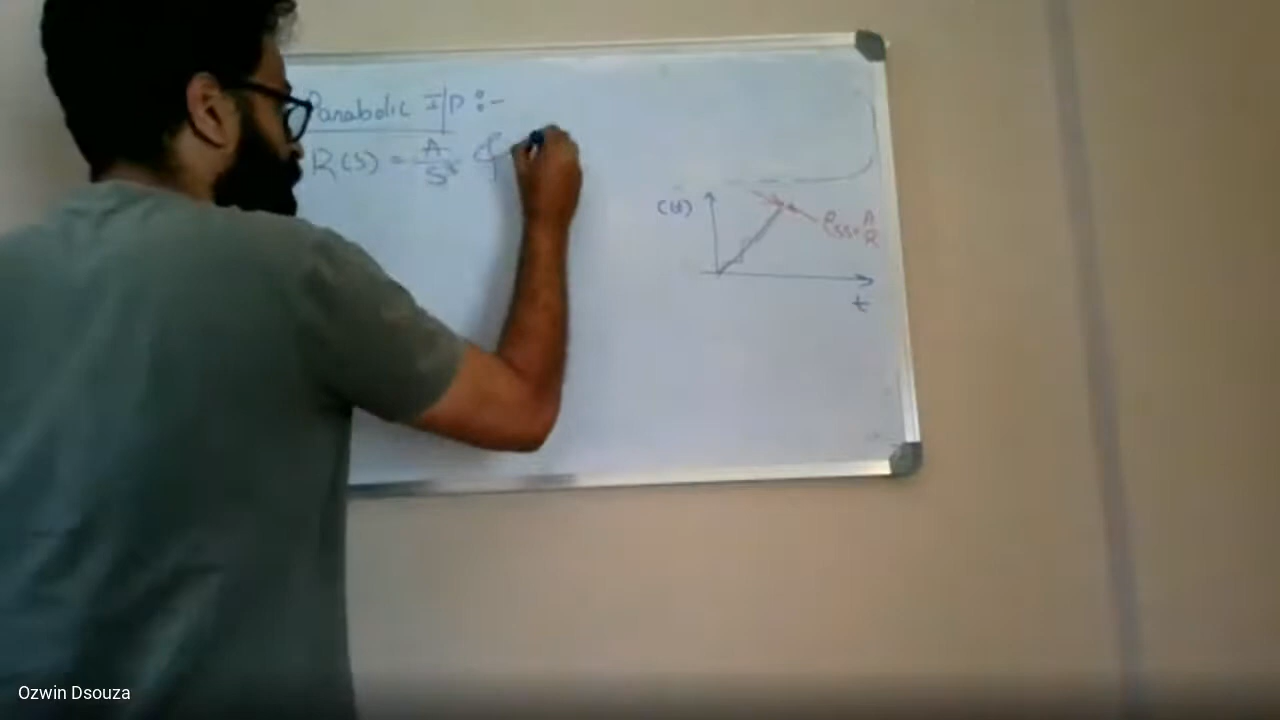 Parabolic I/P :-
R(s) = A/S³ &
C(t)
ess = A/K
t
Ozwin Dsouza